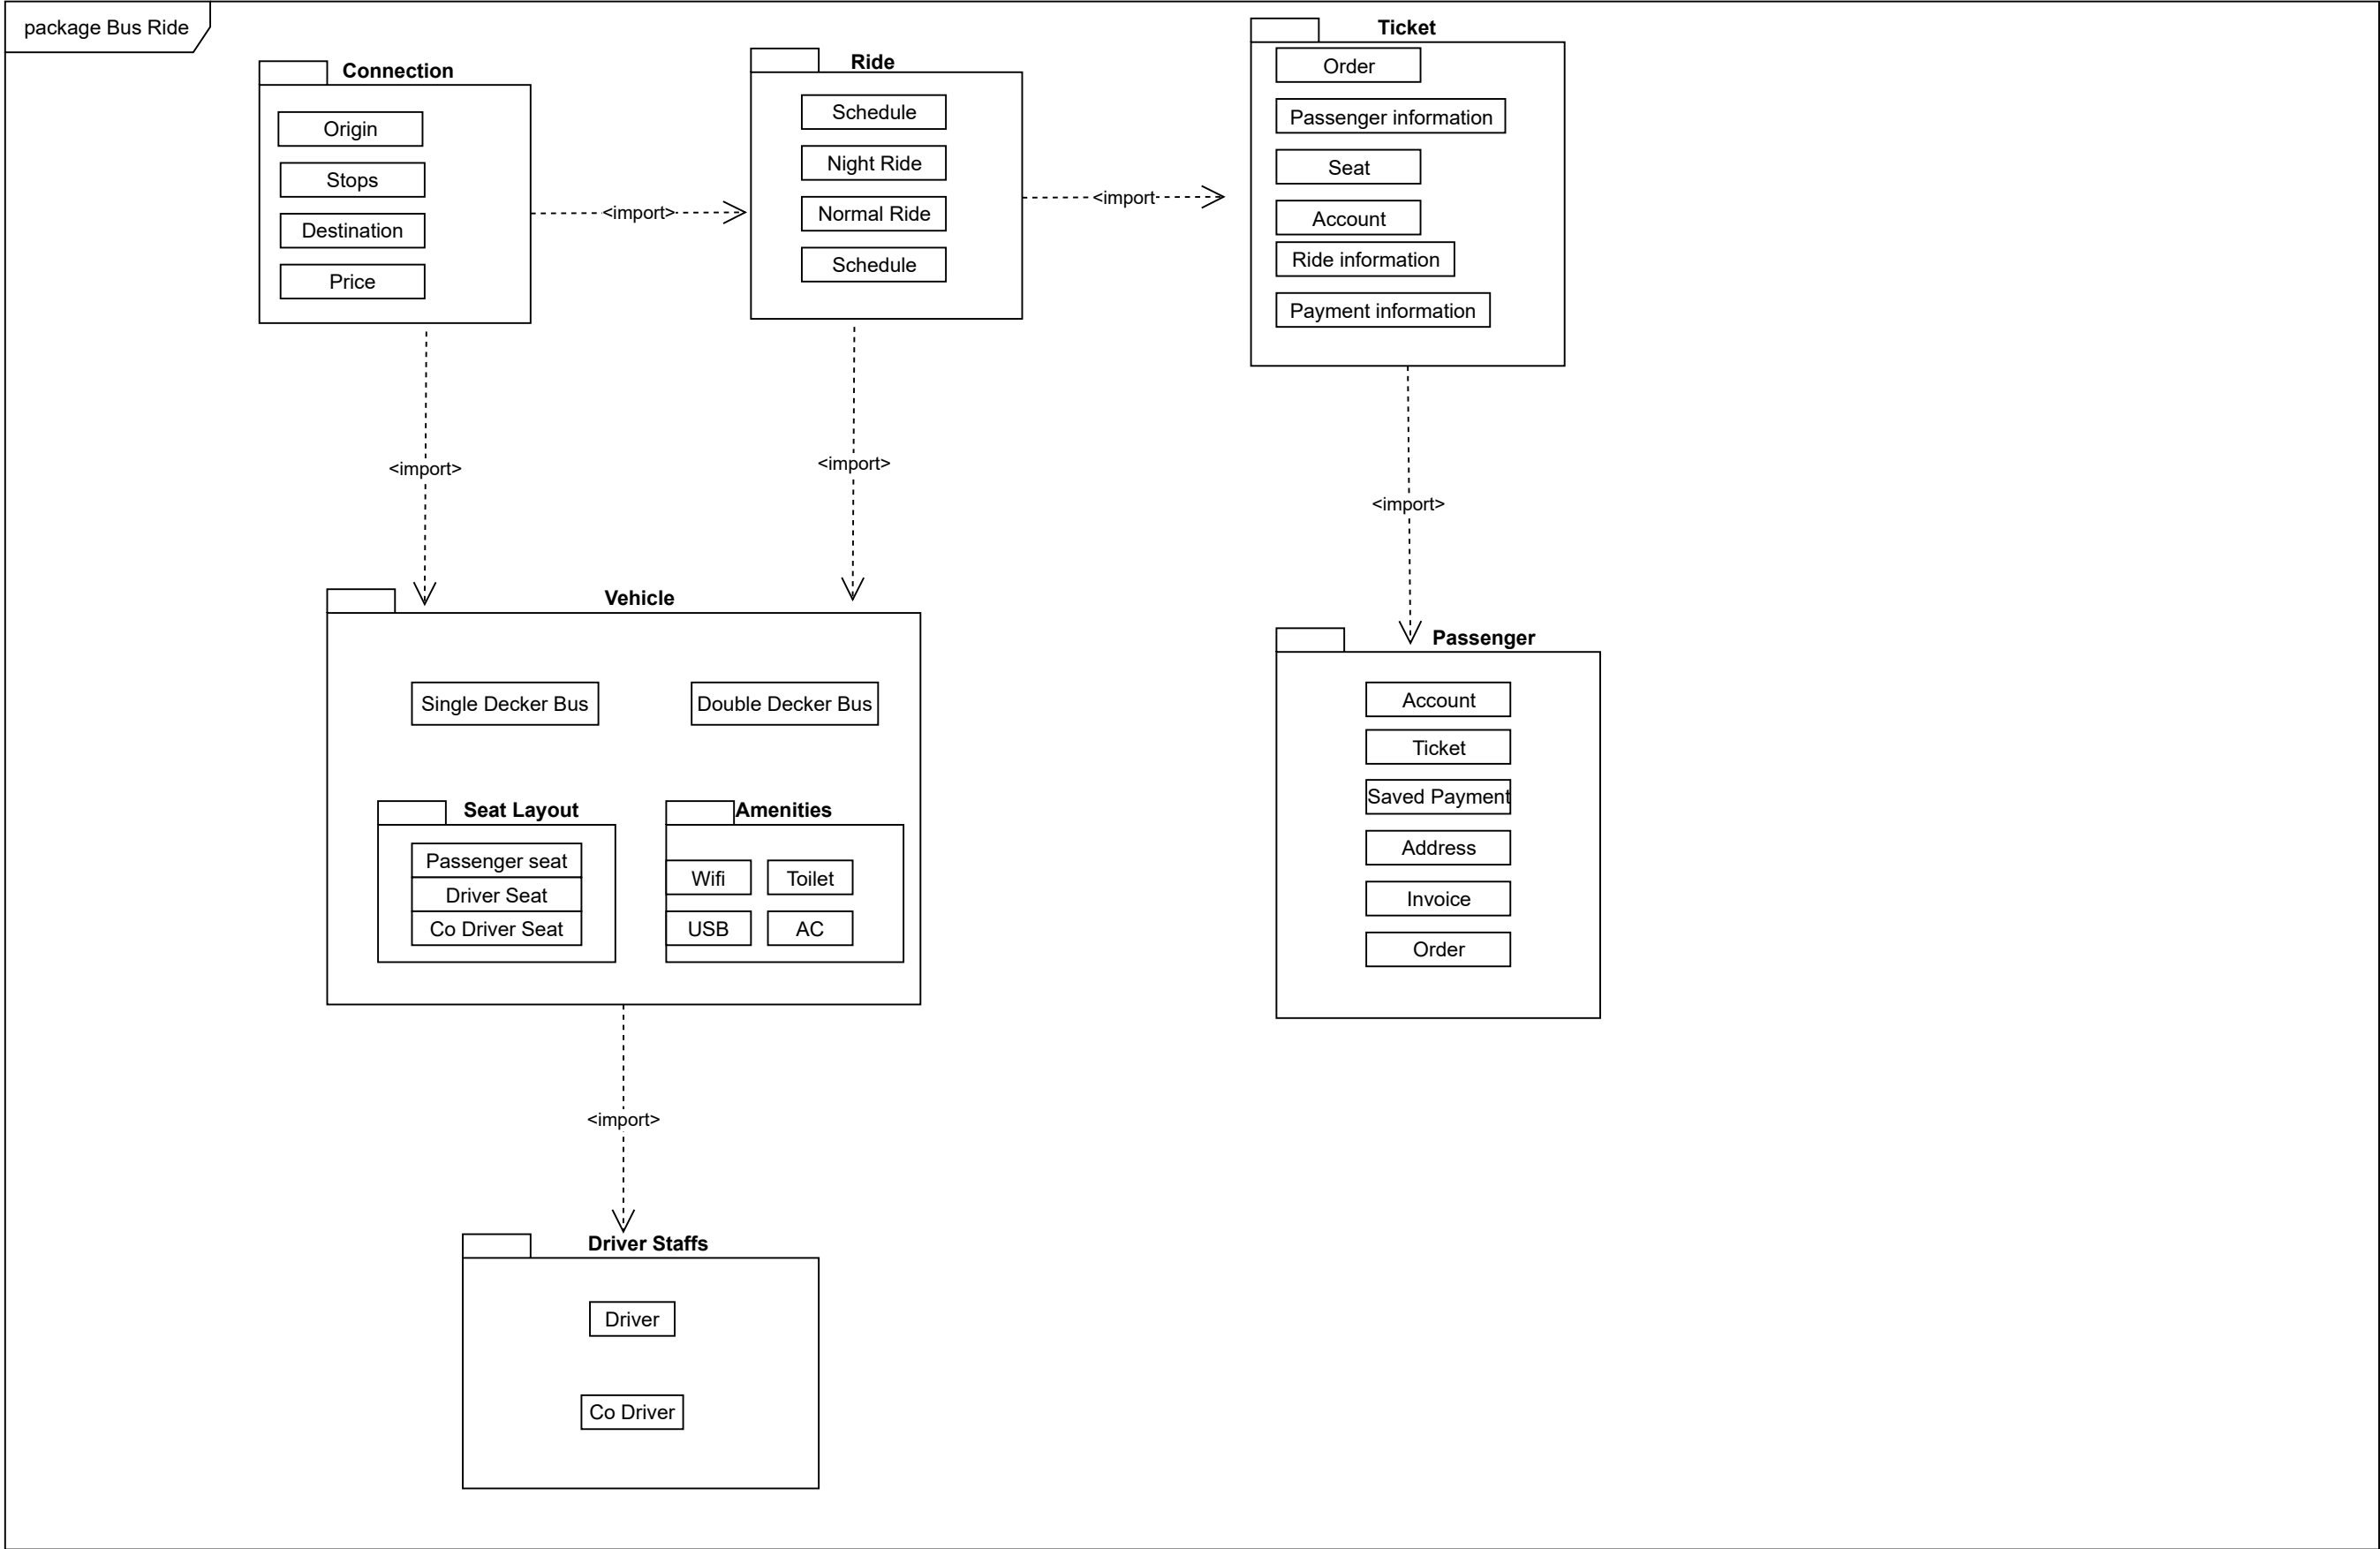 package Bus Ride
Connection
Origin
Stops
Destination
Price
<import>
Ride
Schedule
Night Ride
Normal Ride
Schedule
<import
Ticket
Order
Passenger information
Seat
Account
Ride information
Payment information
<import>
<import>
<import>
Vehicle
Single Decker Bus
Double Decker Bus
Seat Layout
Passenger seat
Driver Seat
Co Driver Seat
Amenities
Wifi
Toilet
USB
AC
Passenger
Account
Ticket
Saved Payment
Address
Invoice
Order
<import>
Driver Staffs
Driver
Co Driver